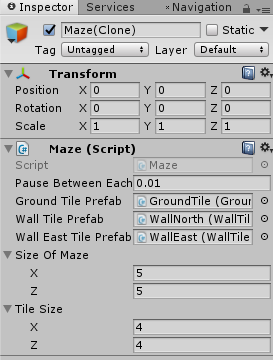 Inspector Services Navigation
Maze(Clone) Static
Tag Untagged Layer Default
Transform
Position X 0 Y 0 Z 0
Rotation X 0 Y 0 Z 0
Scale X 1 Y 1 Z 1
Maze (Script)
Script Maze
Pause Between Each 0.01
Ground Tile Prefab GroundTile (Groun
Wall Tile Prefab WallNorth (WallTil
Wall East Tile Prefab WallEast (WallTile
Size Of Maze
X 5
Z 5
Tile Size
X 4
Z 4